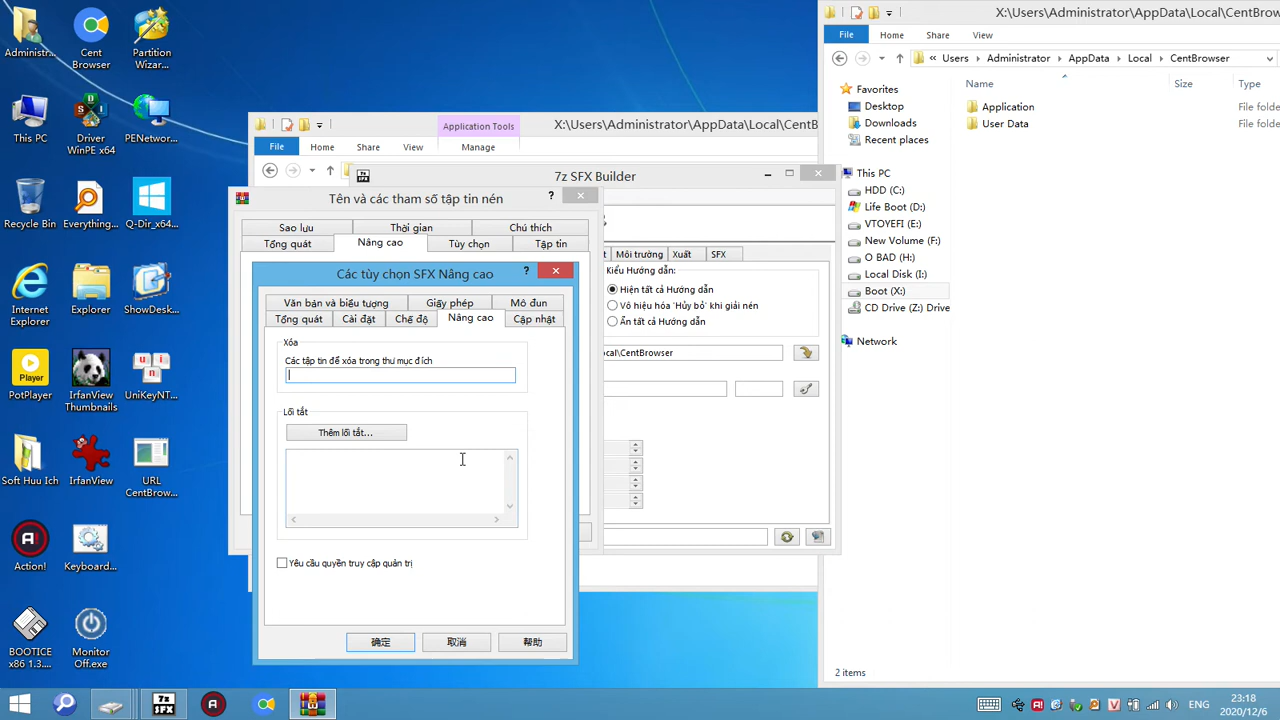 Administr...
Cent
Browser
Partition
Wizar...
This PC
Driver
WinPE x64
PENetwor...
Recycle Bin
Everything...
Q-Dir_x64...
Internet
Explorer
Explorer
ShowDesk...
PotPlayer
Player
IrfanView
Thumbnails
UniKeyNT...
Soft Huu Ich
IrfanView
URL
CentBrow...
Action!
Keyboard...
BOOTICE
x86 1.3....
Monitor
Off.exe
Application Tools
X:\Users\Administrator\AppData\Local\CentB
File
Home
Share
View
Manage
7z SFX Builder
Môi trường
Xuất
SFX
Kiểu Hướng dẫn:
Hiện tất cả Hướng dẫn
Vô hiệu hóa 'Hủy bỏ' khi giải nén
Ẩn tất cả Hướng dẫn
cal\CentBrowser
Tên và các tham số tập tin nén
Sao lưu
Thời gian
Chú thích
Tổng quát
Nâng cao
Tùy chọn
Tập tin
Các tùy chọn SFX Nâng cao
Văn bản và biểu tượng
Giấy phép
Mô đun
Tổng quát
Cài đặt
Chế độ
Nâng cao
Cập nhật
Xóa
Các tập tin để xóa trong thư mục đích
Lối tắt
Thêm lối tắt...
Yêu cầu quyền truy cập quản trị
确定
取消
帮助
X:\Users\Administrator\AppData\Local\CentBrow
File
Home
Share
View
Users
Administrator
AppData
Local
CentBrowser
Name
Size
Type
Favorites
Desktop
Downloads
Recent places
Application
File folde
User Data
File folde
This PC
HDD (C:)
Life Boot (D:)
VTOYEFI (E:)
New Volume (F:)
O BAD (H:)
Local Disk (I:)
Boot (X:)
CD Drive (Z:) Drive
Network
2 items
ENG
23:18
2020/12/6